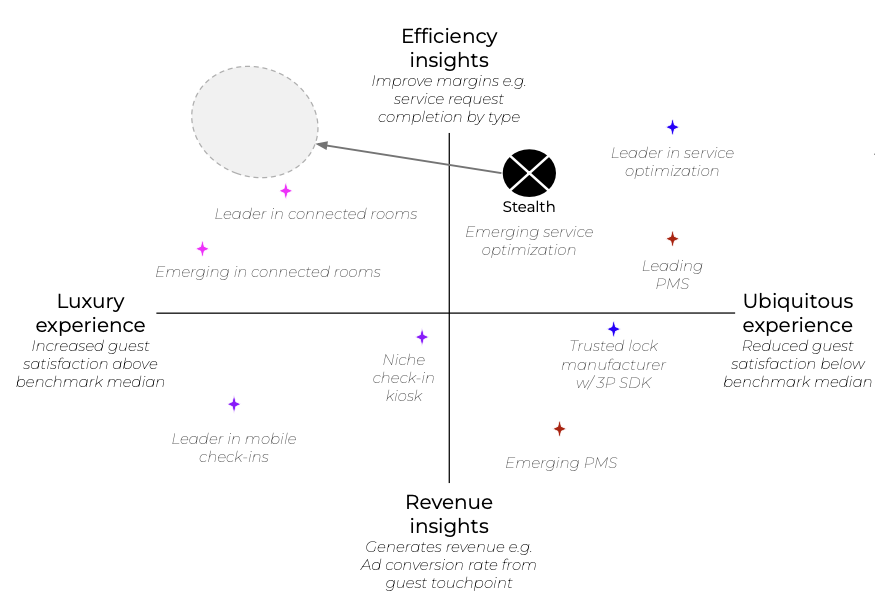 Efficiency
insights
Improve margins e.g.
service request
completion by type
Leader in service
optimization
Stealth
Emerging service
optimization
Leader in connected rooms
Emerging in connected rooms
Leading
PMS
Luxury
experience
Increased guest
satisfaction above
benchmark median
Ubiquitous
experience
Reduced guest
satisfaction below
benchmark median
Niche
check-in
kiosk
Trusted lock
manufacturer
w/ 3P SDK
Leader in mobile
check-ins
Emerging PMS
Revenue
insights
Generates revenue e.g.
Ad conversion rate from
guest touchpoint